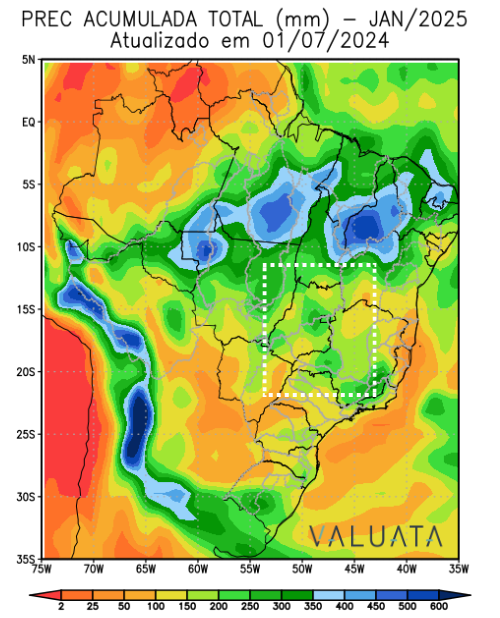 PREC ACUMULADA TOTAL (mm) – JAN/2025
Atualizado em 01/07/2024
5N
EQ
5S
10S
15S
20S
25S
30S
35S
75W 70W 65W 60W 55W 50W 45W 40W 35W
VALUATA
2 25 50 100 150 200 250 300 350 400 450 500 600